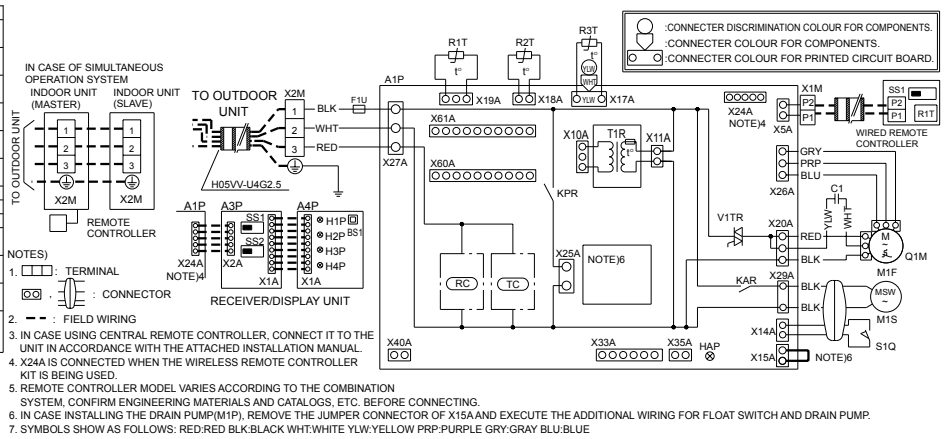 :CONNECTER DISCRIMINATION COLOUR FOR COMPONENTS.
:CONNECTER COLOUR FOR COMPONENTS.
:CONNECTER COLOUR FOR PRINTED CIRCUIT BOARD.
IN CASE OF SIMULTANEOUS
OPERATION SYSTEM
INDOOR UNIT
(MASTER)
INDOOR UNIT
(SLAVE)
TO OUTDOOR UNIT
1
2
3
X2M
1
2
3
X2M
REMOTE
CONTROLLER
TO OUTDOOR
UNIT
X2M
1
2
3
BLK
WHT
RED
F1U
H05VV-U4G2.5
A1P
X27A
R1T
t°
X19A
R2T
t°
X18A
R3T
t°
YLW
WHT
YLW
X17A
X61A
X60A
KPR
X10A
T1R
t°
X11A
X24A
NOTE)4
X5A
X1M
P2
P1
SS1
P2
P1
R1T
WIRED REMOTE
CONTROLLER
GRY
PRP
BLU
X26A
C1
YLW
WHT
V1TR
X20A
RED
BLK
M
Q1M
M1F
X25A
NOTE)6
RC
TC
KAR
X29A
BLK
BLK
MSW
M1S
X14A
S1Q
X15A
NOTE)6
X40A
X33A
X35A
HAP
A1P
A3P
A4P
SS1
SS2
X24A
NOTE)4
X2A
X1A
X1A
H1P
H2P
H3P
H4P
BS1
RECEIVER/DISPLAY UNIT
NOTES)
1. : TERMINAL
, : CONNECTOR
2. : FIELD WIRING
3. IN CASE USING CENTRAL REMOTE CONTROLLER, CONNECT IT TO THE
UNIT IN ACCORDANCE WITH THE ATTACHED INSTALLATION MANUAL.
4. X24A IS CONNECTED WHEN THE WIRELESS REMOTE CONTROLLER
KIT IS BEING USED.
5. REMOTE CONTROLLER MODEL VARIES ACCORDING TO THE COMBINATION
SYSTEM, CONFIRM ENGINEERING MATERIALS AND CATALOGS, ETC. BEFORE CONNECTING.
6. IN CASE INSTALLING THE DRAIN PUMP(M1P), REMOVE THE JUMPER CONNECTOR OF X15A AND EXECUTE THE ADDITIONAL WIRING FOR FLOAT SWITCH AND DRAIN PUMP.
7. SYMBOLS SHOW AS FOLLOWS: RED:RED BLK:BLACK WHT:WHITE YLW:YELLOW PRP:PURPLE GRY:GRAY BLU:BLUE